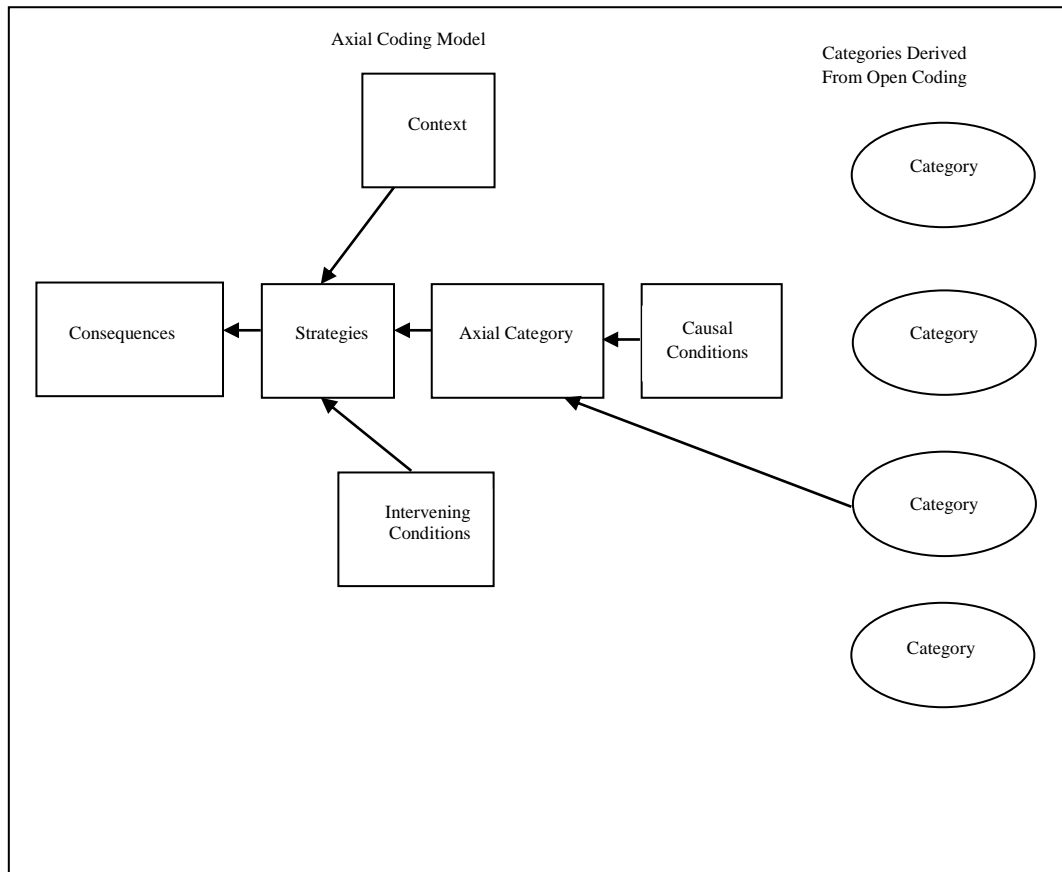 Axial Coding Model
Categories Derived
From Open Coding
Context
Category
Consequences
Strategies
Axial Category
Causal
Conditions
Category
Intervening
Conditions
Category
Category